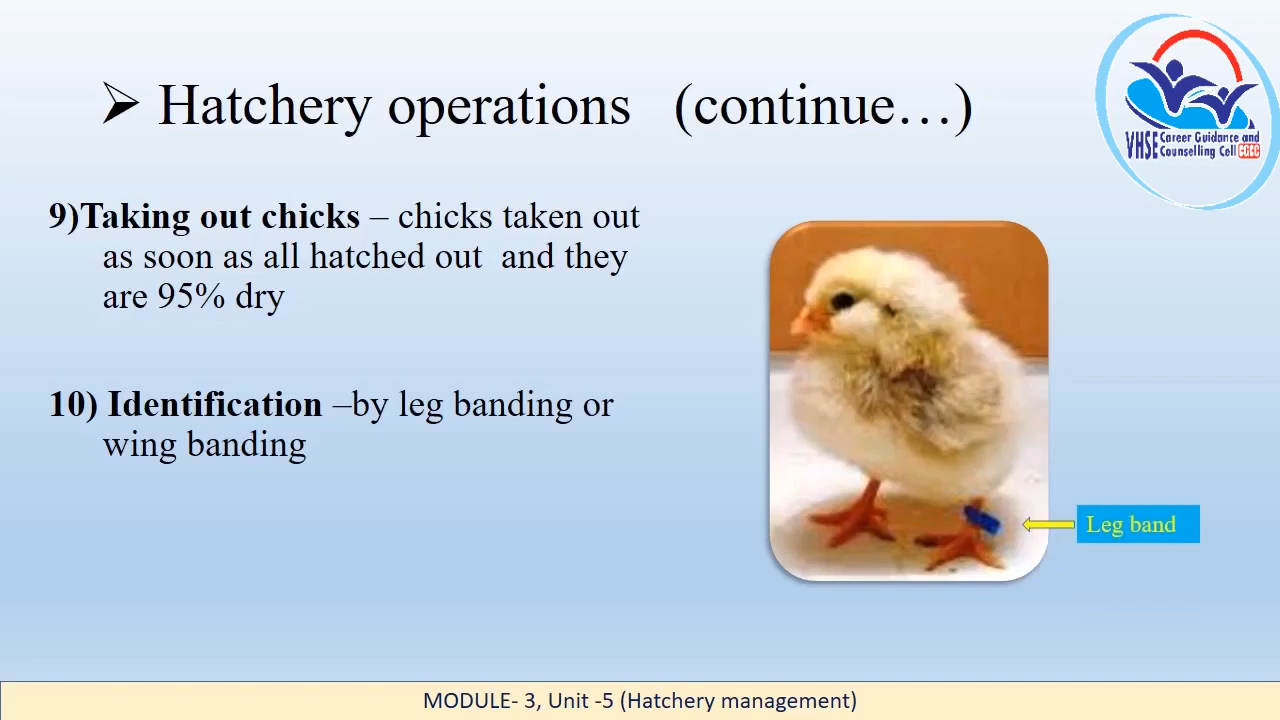 ➢ Hatchery operations (continue…)
VHSE Career Guidance and
Counselling Cell CGCC
9)Taking out chicks – chicks taken out
as soon as all hatched out and they
are 95% dry
10) Identification –by leg banding or
wing banding
Leg band
MODULE- 3, Unit -5 (Hatchery management)